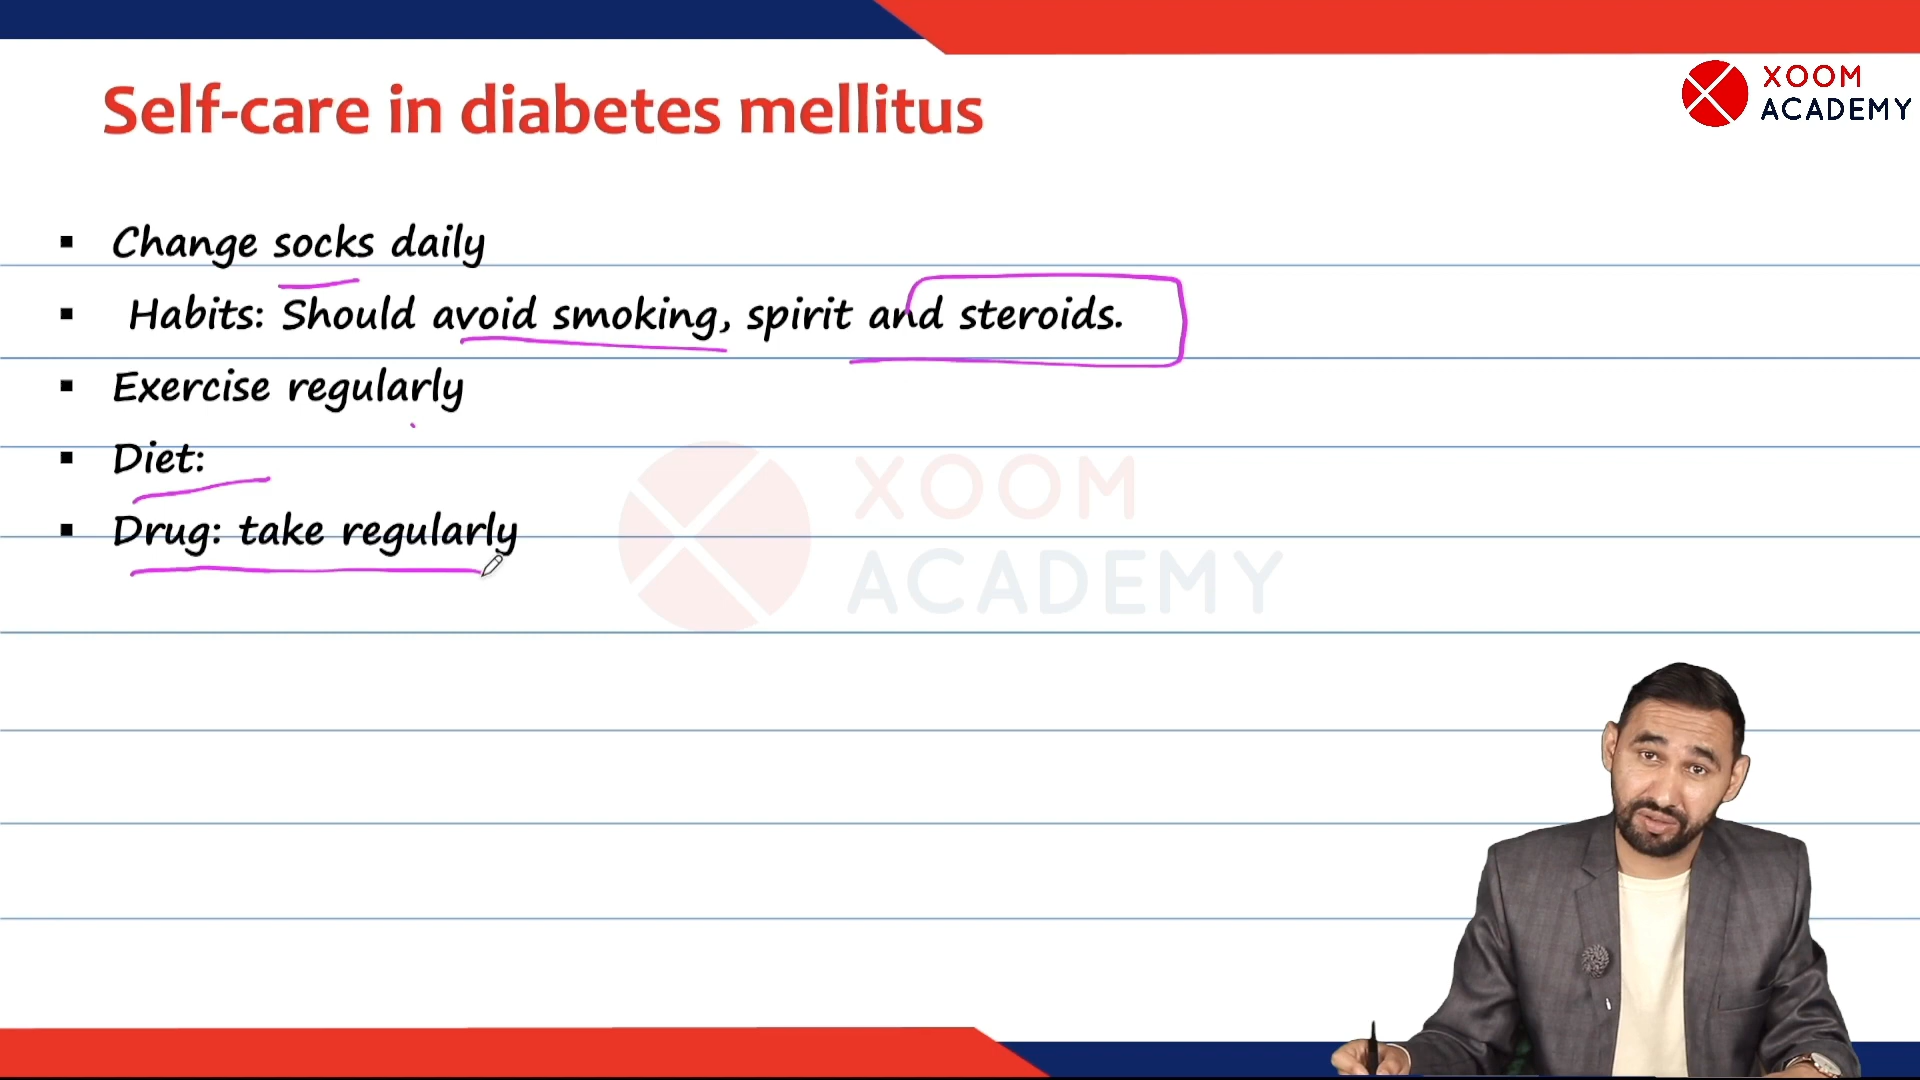 XOOM
ACADEMY
Self-care in diabetes mellitus
▪ Change socks daily
▪ Habits: Should avoid smoking, spirit and steroids.
▪ Exercise regularly
▪ Diet:
▪ Drug: take regularly
XOOM
ACADEMY